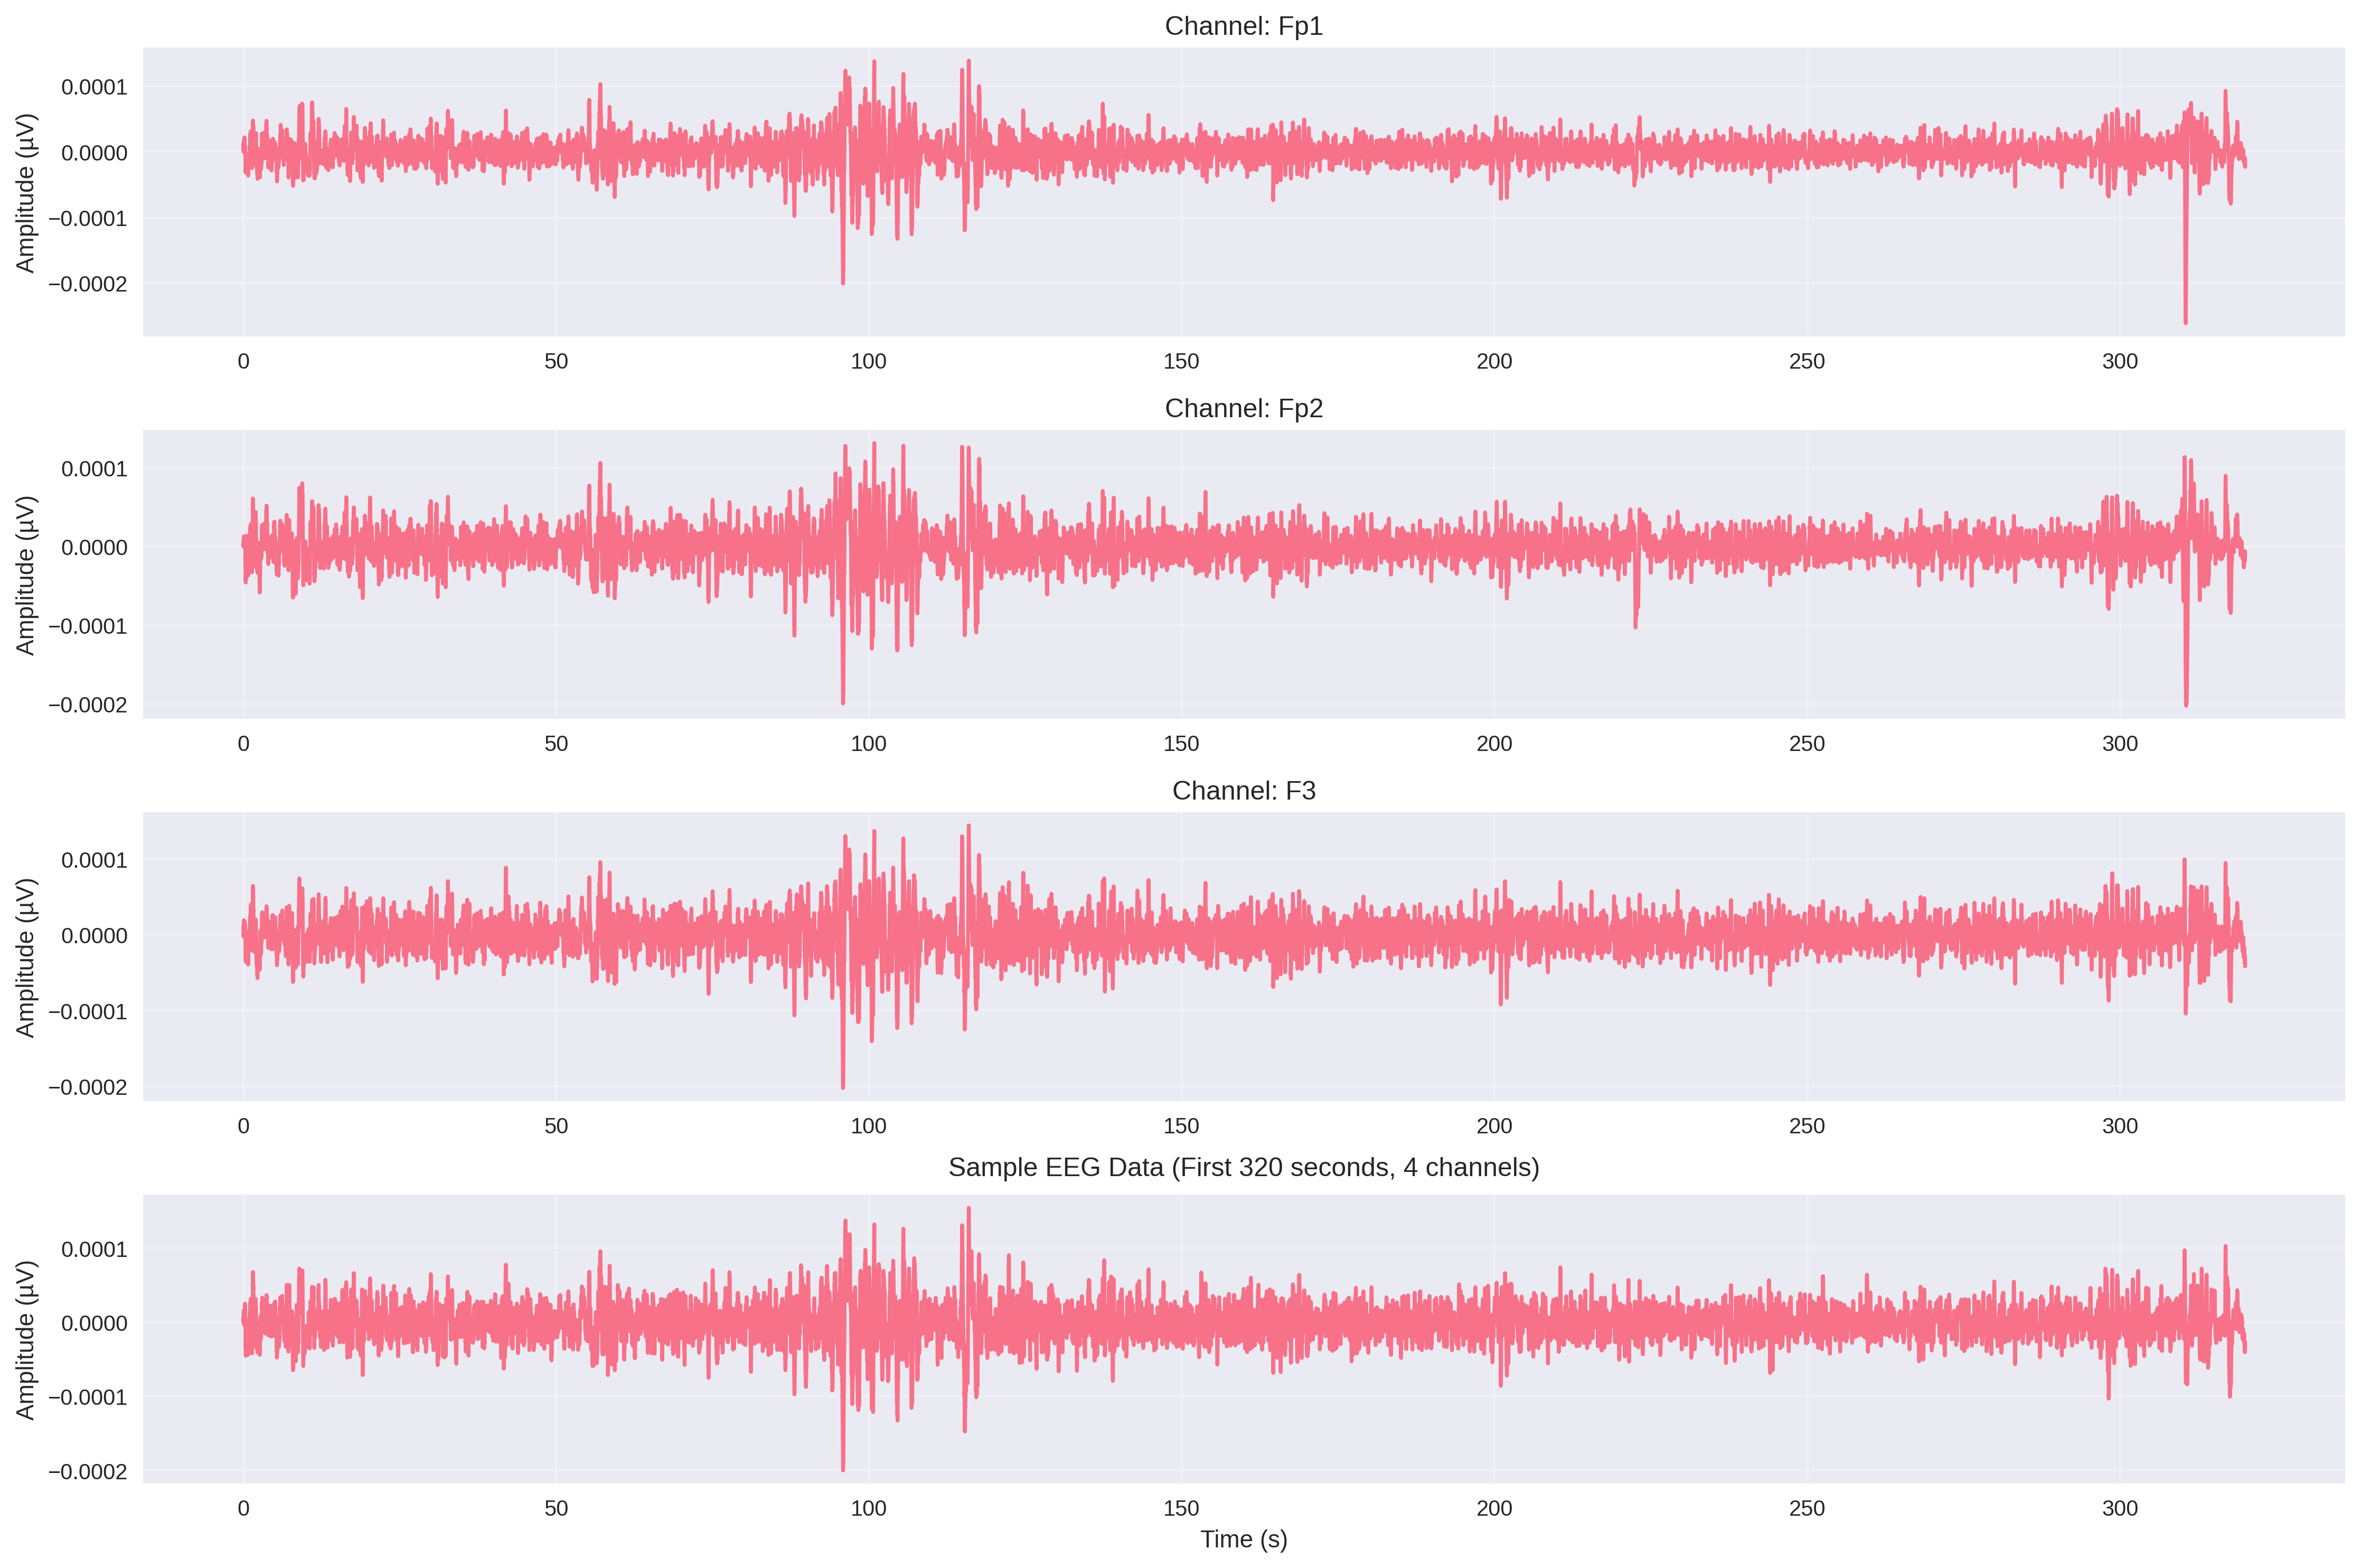 Channel: Fp1
Amplitude (µV)
0.0001
0.0000
−0.0001
−0.0002
0 50 100 150 200 250 300
Channel: Fp2
Amplitude (µV)
0.0001
0.0000
−0.0001
−0.0002
0 50 100 150 200 250 300
Channel: F3
Amplitude (µV)
0.0001
0.0000
−0.0001
−0.0002
0 50 100 150 200 250 300
Sample EEG Data (First 320 seconds, 4 channels)
Amplitude (µV)
0.0001
0.0000
−0.0001
−0.0002
0 50 100 150 200 250 300
Time (s)